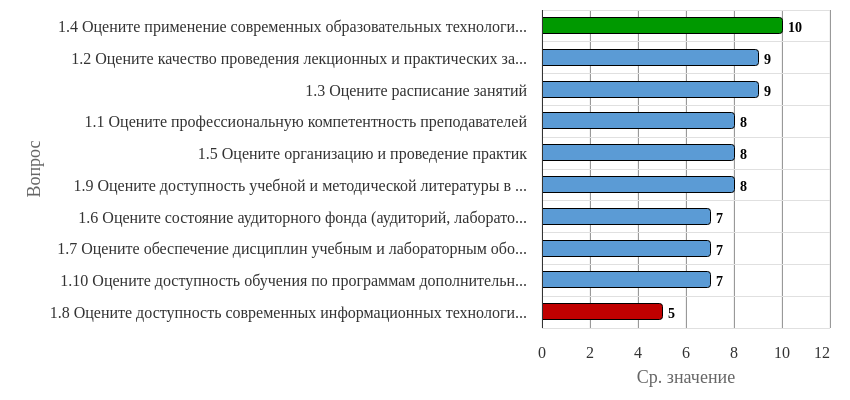 1.4 Оцените применение современных образовательных технологи... 10
1.2 Оцените качество проведения лекционных и практических за... 9
1.3 Оцените расписание занятий 9
1.1 Оцените профессиональную компетентность преподавателей 8
1.5 Оцените организацию и проведение практик 8
1.9 Оцените доступность учебной и методической литературы в ... 8
1.6 Оцените состояние аудиторного фонда (аудиторий, лаборато... 7
1.7 Оцените обеспечение дисциплин учебным и лабораторным обо... 7
1.10 Оцените доступность обучения по программам дополнительн... 7
1.8 Оцените доступность современных информационных технологи... 5
Вопрос
0 2 4 6 8 10 12
Ср. значение